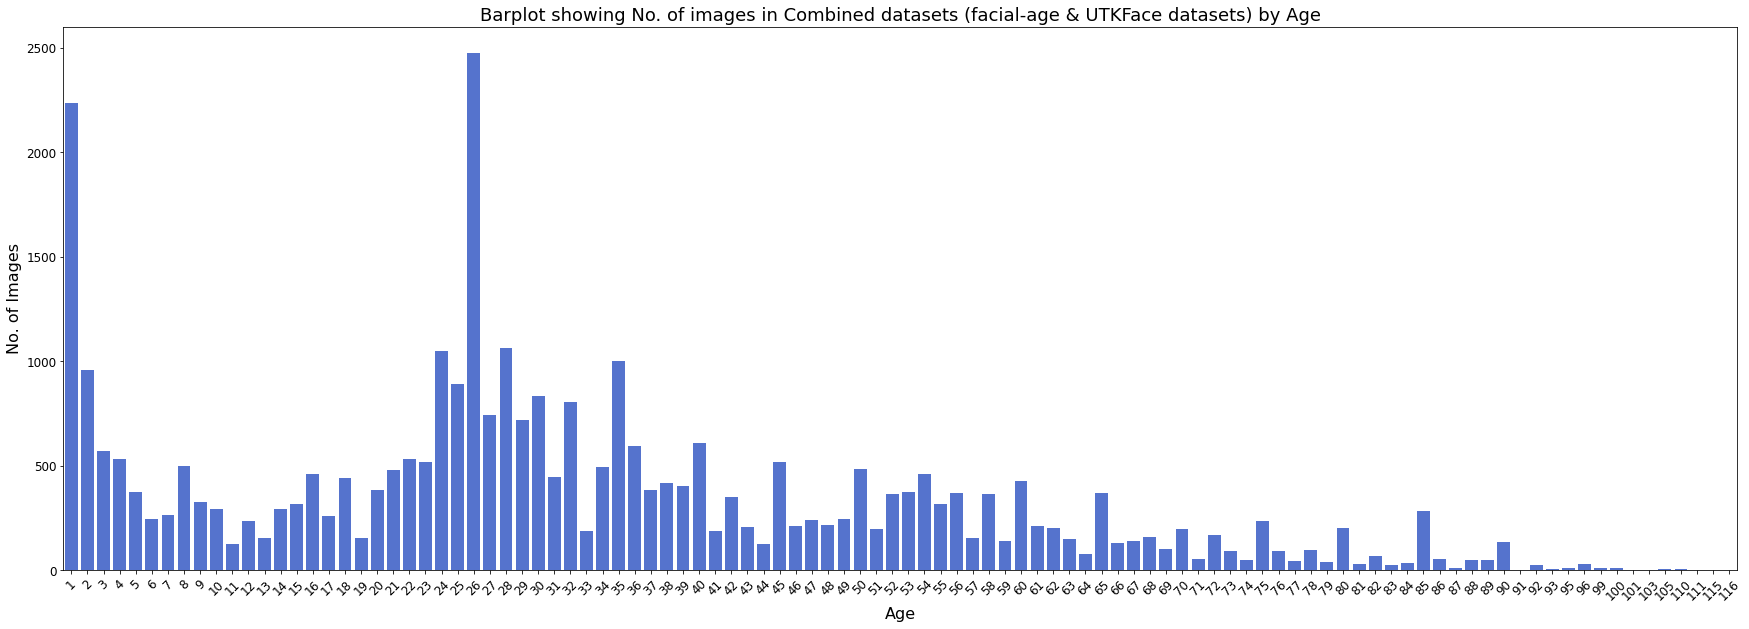 Barplot showing No. of images in Combined datasets (facial-age & UTKFace datasets) by Age
No. of Images
2500
2000
1500
1000
500
0
1 2 3 4 5 6 7 8 9 10 11 12 13 14 15 16 17 18 19 20 21 22 23 24 25 26 27 28 29 30 31 32 33 34 35 36 37 38 39 40 41 42 43 44 45 46 47 48 49 50 51 52 53 54 55 56 57 58 59 60 61 62 63 64 65 66 67 68 69 70 71 72 73 74 75 76 77 78 79 80 81 82 83 84 85 86 87 88 89 90 91 92 93 95 96 99 100 101 103 105 110 111 115 116
Age